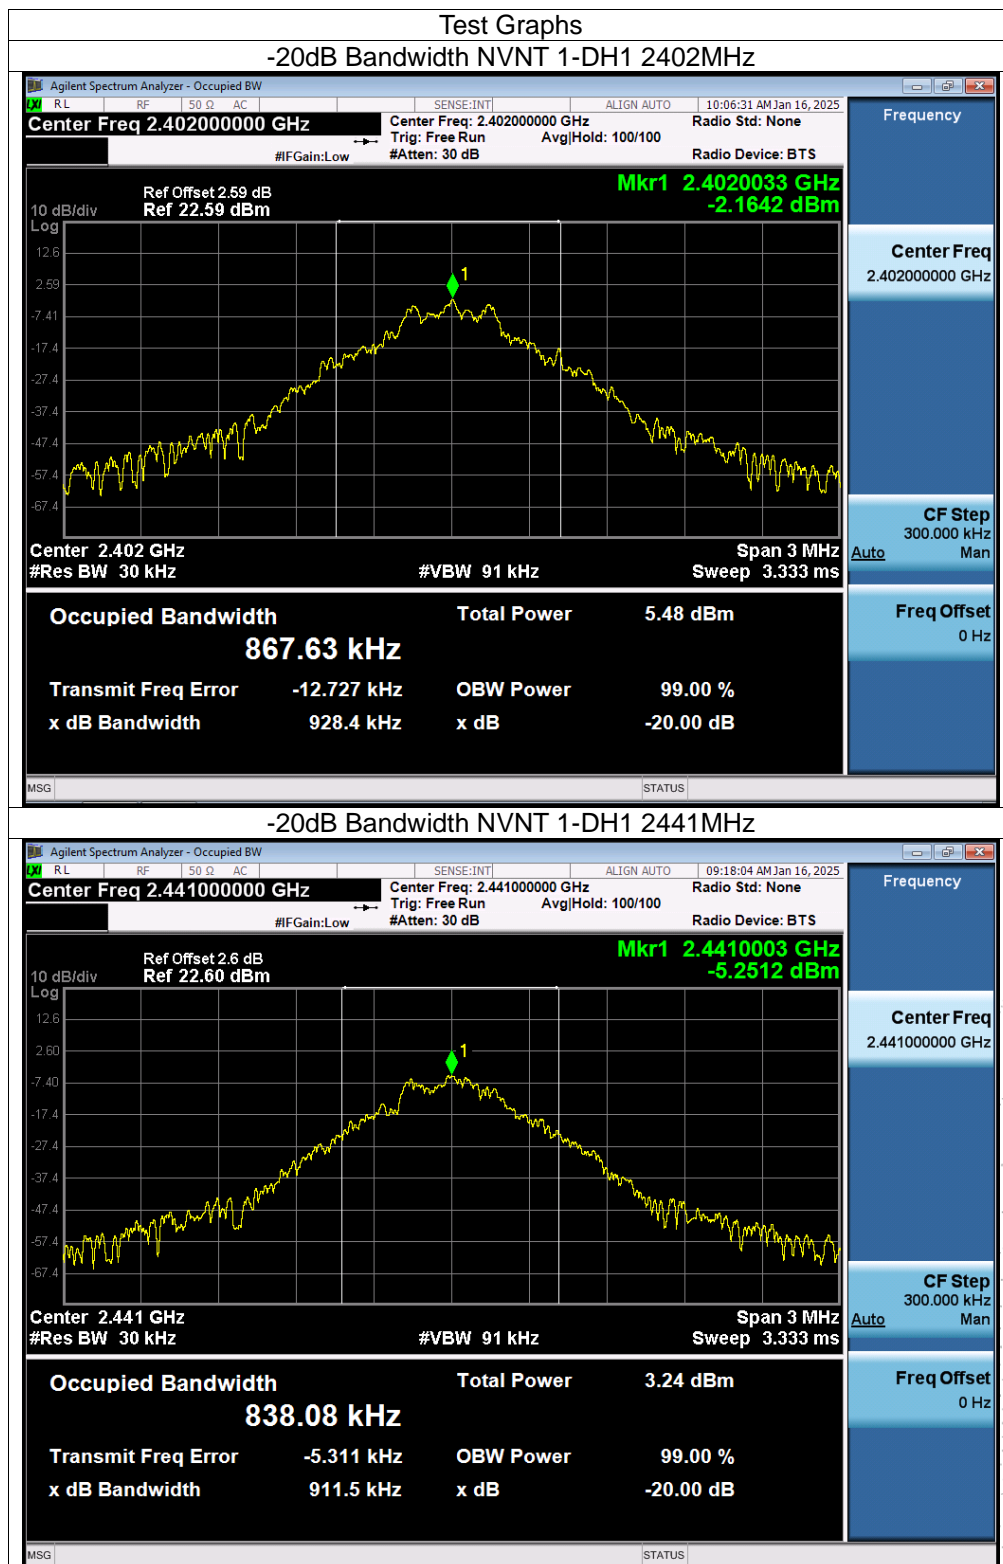 Test Graphs
-20dB Bandwidth NVNT 1-DH1 2402MHz
Agilent Spectrum Analyzer - Occupied BW
LXI RL RF 50 Ω AC SENSE:INT ALIGN AUTO 10:06:31 AM Jan 16, 2025
Center Freq 2.402000000 GHz
Center Freq: 2.402000000 GHz Radio Std: None
Trig: Free Run Avg|Hold: 100/100
#IFGain:Low #Atten: 30 dB Radio Device: BTS
Frequency
Ref Offset 2.59 dB
10 dB/div Ref 22.59 dBm
Mkr1 2.4020033 GHz
-2.1642 dBm
Log
12.6
2.59
-7.41
-17.4
-27.4
-37.4
-47.4
-57.4
-67.4
1
Center Freq
2.402000000 GHz
CF Step
300.000 kHz
Auto Man
Freq Offset
0 Hz
Center 2.402 GHz Span 3 MHz
#Res BW 30 kHz #VBW 91 kHz Sweep 3.333 ms
Occupied Bandwidth Total Power 5.48 dBm
867.63 kHz
Transmit Freq Error -12.727 kHz OBW Power 99.00 %
x dB Bandwidth 928.4 kHz x dB -20.00 dB
MSG STATUS
-20dB Bandwidth NVNT 1-DH1 2441MHz
Agilent Spectrum Analyzer - Occupied BW
LXI RL RF 50 Ω AC SENSE:INT ALIGN AUTO 09:18:04 AM Jan 16, 2025
Center Freq 2.441000000 GHz
Center Freq: 2.441000000 GHz Radio Std: None
Trig: Free Run Avg|Hold: 100/100
#IFGain:Low #Atten: 30 dB Radio Device: BTS
Frequency
Ref Offset 2.6 dB
10 dB/div Ref 22.60 dBm
Mkr1 2.4410003 GHz
-5.2512 dBm
Log
12.6
2.60
-7.40
-17.4
-27.4
-37.4
-47.4
-57.4
-67.4
1
Center Freq
2.441000000 GHz
CF Step
300.000 kHz
Auto Man
Freq Offset
0 Hz
Center 2.441 GHz Span 3 MHz
#Res BW 30 kHz #VBW 91 kHz Sweep 3.333 ms
Occupied Bandwidth Total Power 3.24 dBm
838.08 kHz
Transmit Freq Error -5.311 kHz OBW Power 99.00 %
x dB Bandwidth 911.5 kHz x dB -20.00 dB
MSG STATUS